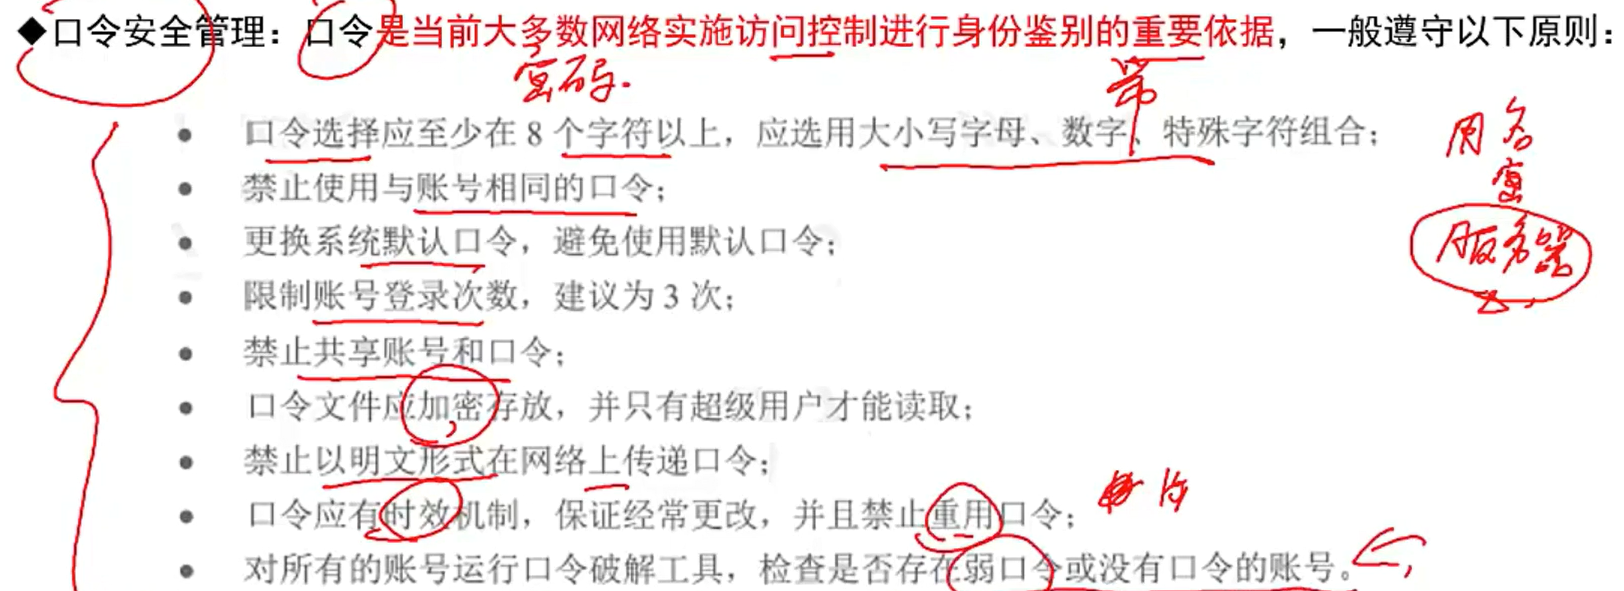 ◆口令安全管理：口令是当前大多数网络实施访问控制进行身份鉴别的重要依据，一般遵守以下原则：
密码.
• 口令选择应至少在 8 个字符以上，应选用大小写字母、数字、特殊字符组合；
• 禁止使用与账号相同的口令；
• 更换系统默认口令，避免使用默认口令；
服务器
• 限制账号登录次数，建议为 3 次；
• 禁止共享账号和口令；
• 口令文件应加密存放，并只有超级用户才能读取；
• 禁止以明文形式在网络上传递口令；
• 口令应有时效机制，保证经常更改，并且禁止重用口令；
• 对所有的账号运行口令破解工具，检查是否存在弱口令或没有口令的账号。